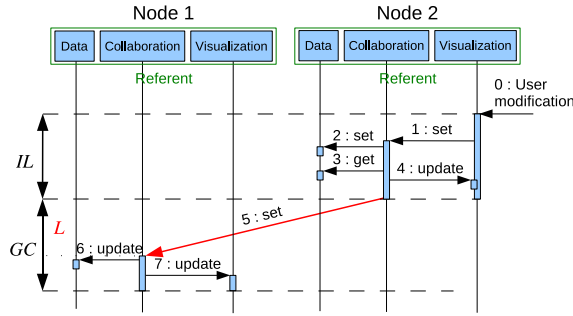 Node 1
Node 2
Data
Collaboration
Visualization
Data
Collaboration
Visualization
Referent
Referent
0 : User
modification
2 : set
1 : set
IL
3 : get
4 : update
L
5 : set
GC
6 : update
7 : update